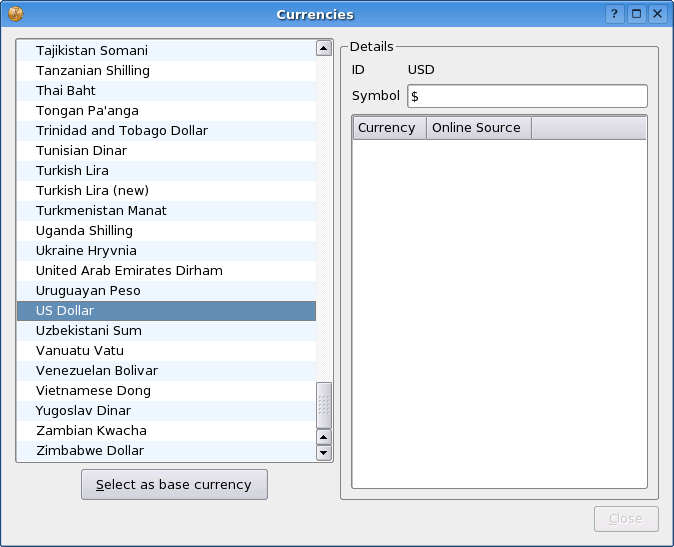 Currencies
?
Tajikistan Somani
Tanzanian Shilling
Thai Baht
Tongan Pa'anga
Trinidad and Tobago Dollar
Tunisian Dinar
Turkish Lira
Turkish Lira (new)
Turkmenistan Manat
Uganda Shilling
Ukraine Hryvnia
United Arab Emirates Dirham
Uruguayan Peso
US Dollar
Uzbekistani Sum
Vanuatu Vatu
Venezuelan Bolivar
Vietnamese Dong
Yugoslav Dinar
Zambian Kwacha
Zimbabwe Dollar
Select as base currency
Details
ID USD
Symbol $
Currency Online Source
Close